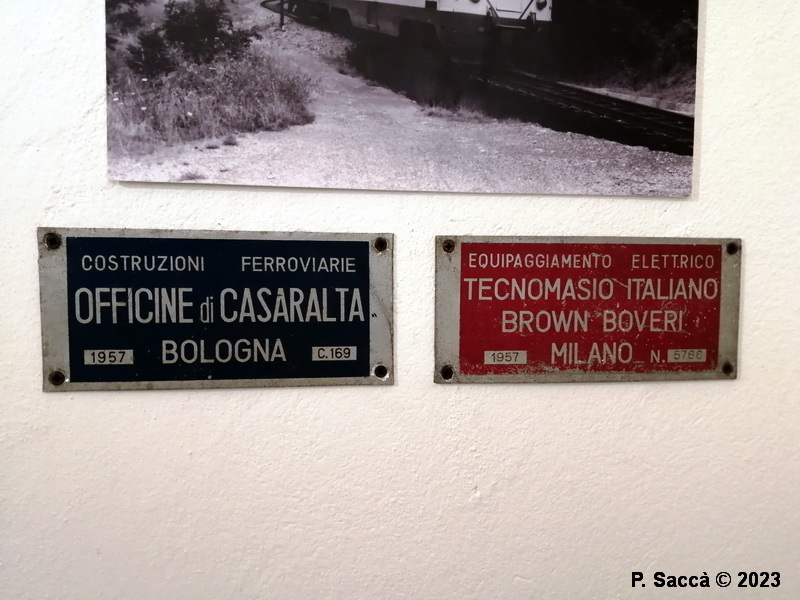 COSTRUZIONI FERROVIARIE
OFFICINE di CASARALTA
BOLOGNA
1957 C.169
EQUIPAGGIAMENTO ELETTRICO
TECNOMASIO ITALIANO
BROWN BOVERI
MILANO
1957 N. 5766
P. Saccà © 2023